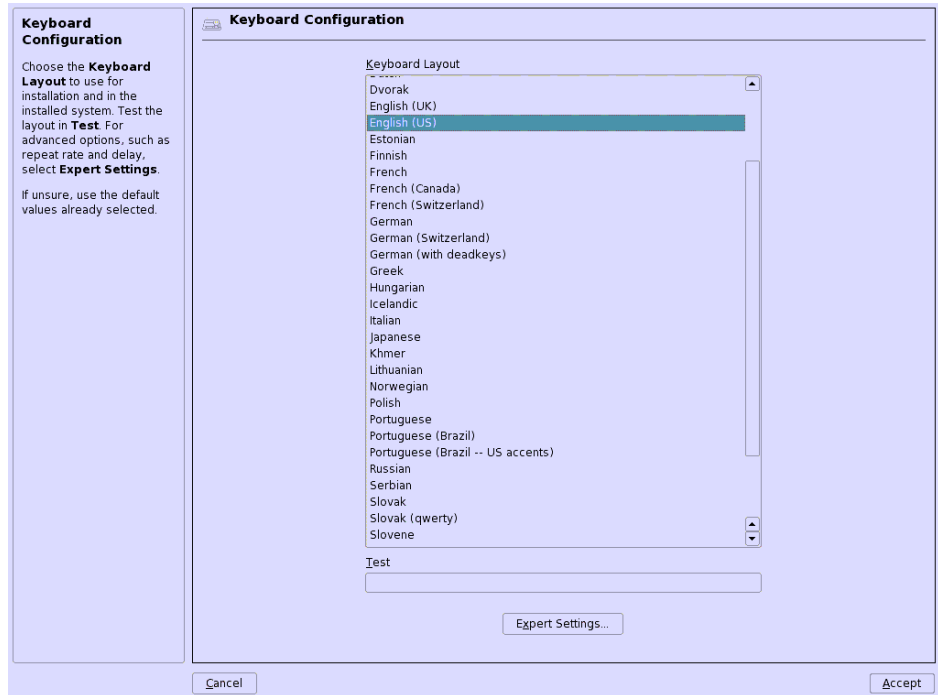 Keyboard
Configuration
Choose the Keyboard
Layout to use for
installation and in the
installed system. Test the
layout in Test. For
advanced options, such as
repeat rate and delay,
select Expert Settings.
If unsure, use the default
values already selected.
Keyboard Configuration
Keyboard Layout
Dvorak
English (UK)
English (US)
Estonian
Finnish
French
French (Canada)
French (Switzerland)
German
German (Switzerland)
German (with deadkeys)
Greek
Hungarian
Icelandic
Italian
Japanese
Khmer
Lithuanian
Norwegian
Polish
Portuguese
Portuguese (Brazil)
Portuguese (Brazil -- US accents)
Russian
Serbian
Slovak
Slovak (qwerty)
Slovene
Test
Expert Settings...
Cancel
Accept